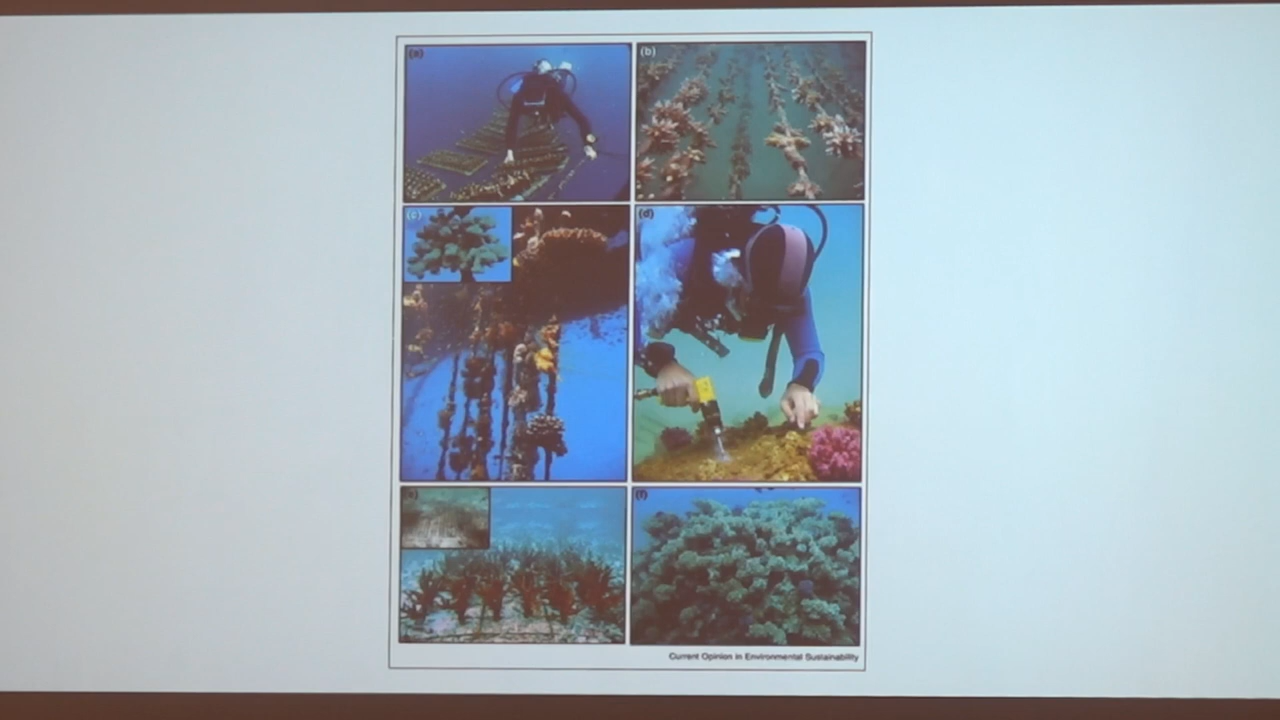 (a)
(b)
(c)
(d)
(e)
(f)
Current Opinion in Environmental Sustainability